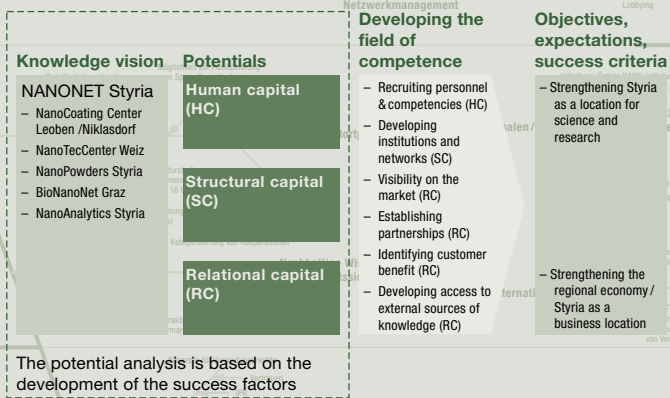 Netzwerkmanagement
Lobbying
Knowledge vision
NANONET Styria
– NanoCoating Center
Leoben /Niklasdorf
– NanoTecCenter Weiz
– NanoPowders Styria
– BioNanoNet Graz
– NanoAnalytics Styria
Potentials
Human capital
(HC)
Structural capital
(SC)
Relational capital
(RC)
The potential analysis is based on the
development of the success factors
Developing the
field of
competence
– Recruiting personnel
& competencies (HC)
– Developing
institutions and
networks (SC)
– Visibility on the
market (RC)
– Establishing
partnerships (RC)
– Identifying customer
benefit (RC)
– Developing access to
external sources of
knowledge (RC)
Objectives,
expectations,
success criteria
– Strengthening Styria
as a location for
science and
research
– Strengthening the
regional economy /
Styria as a
business location